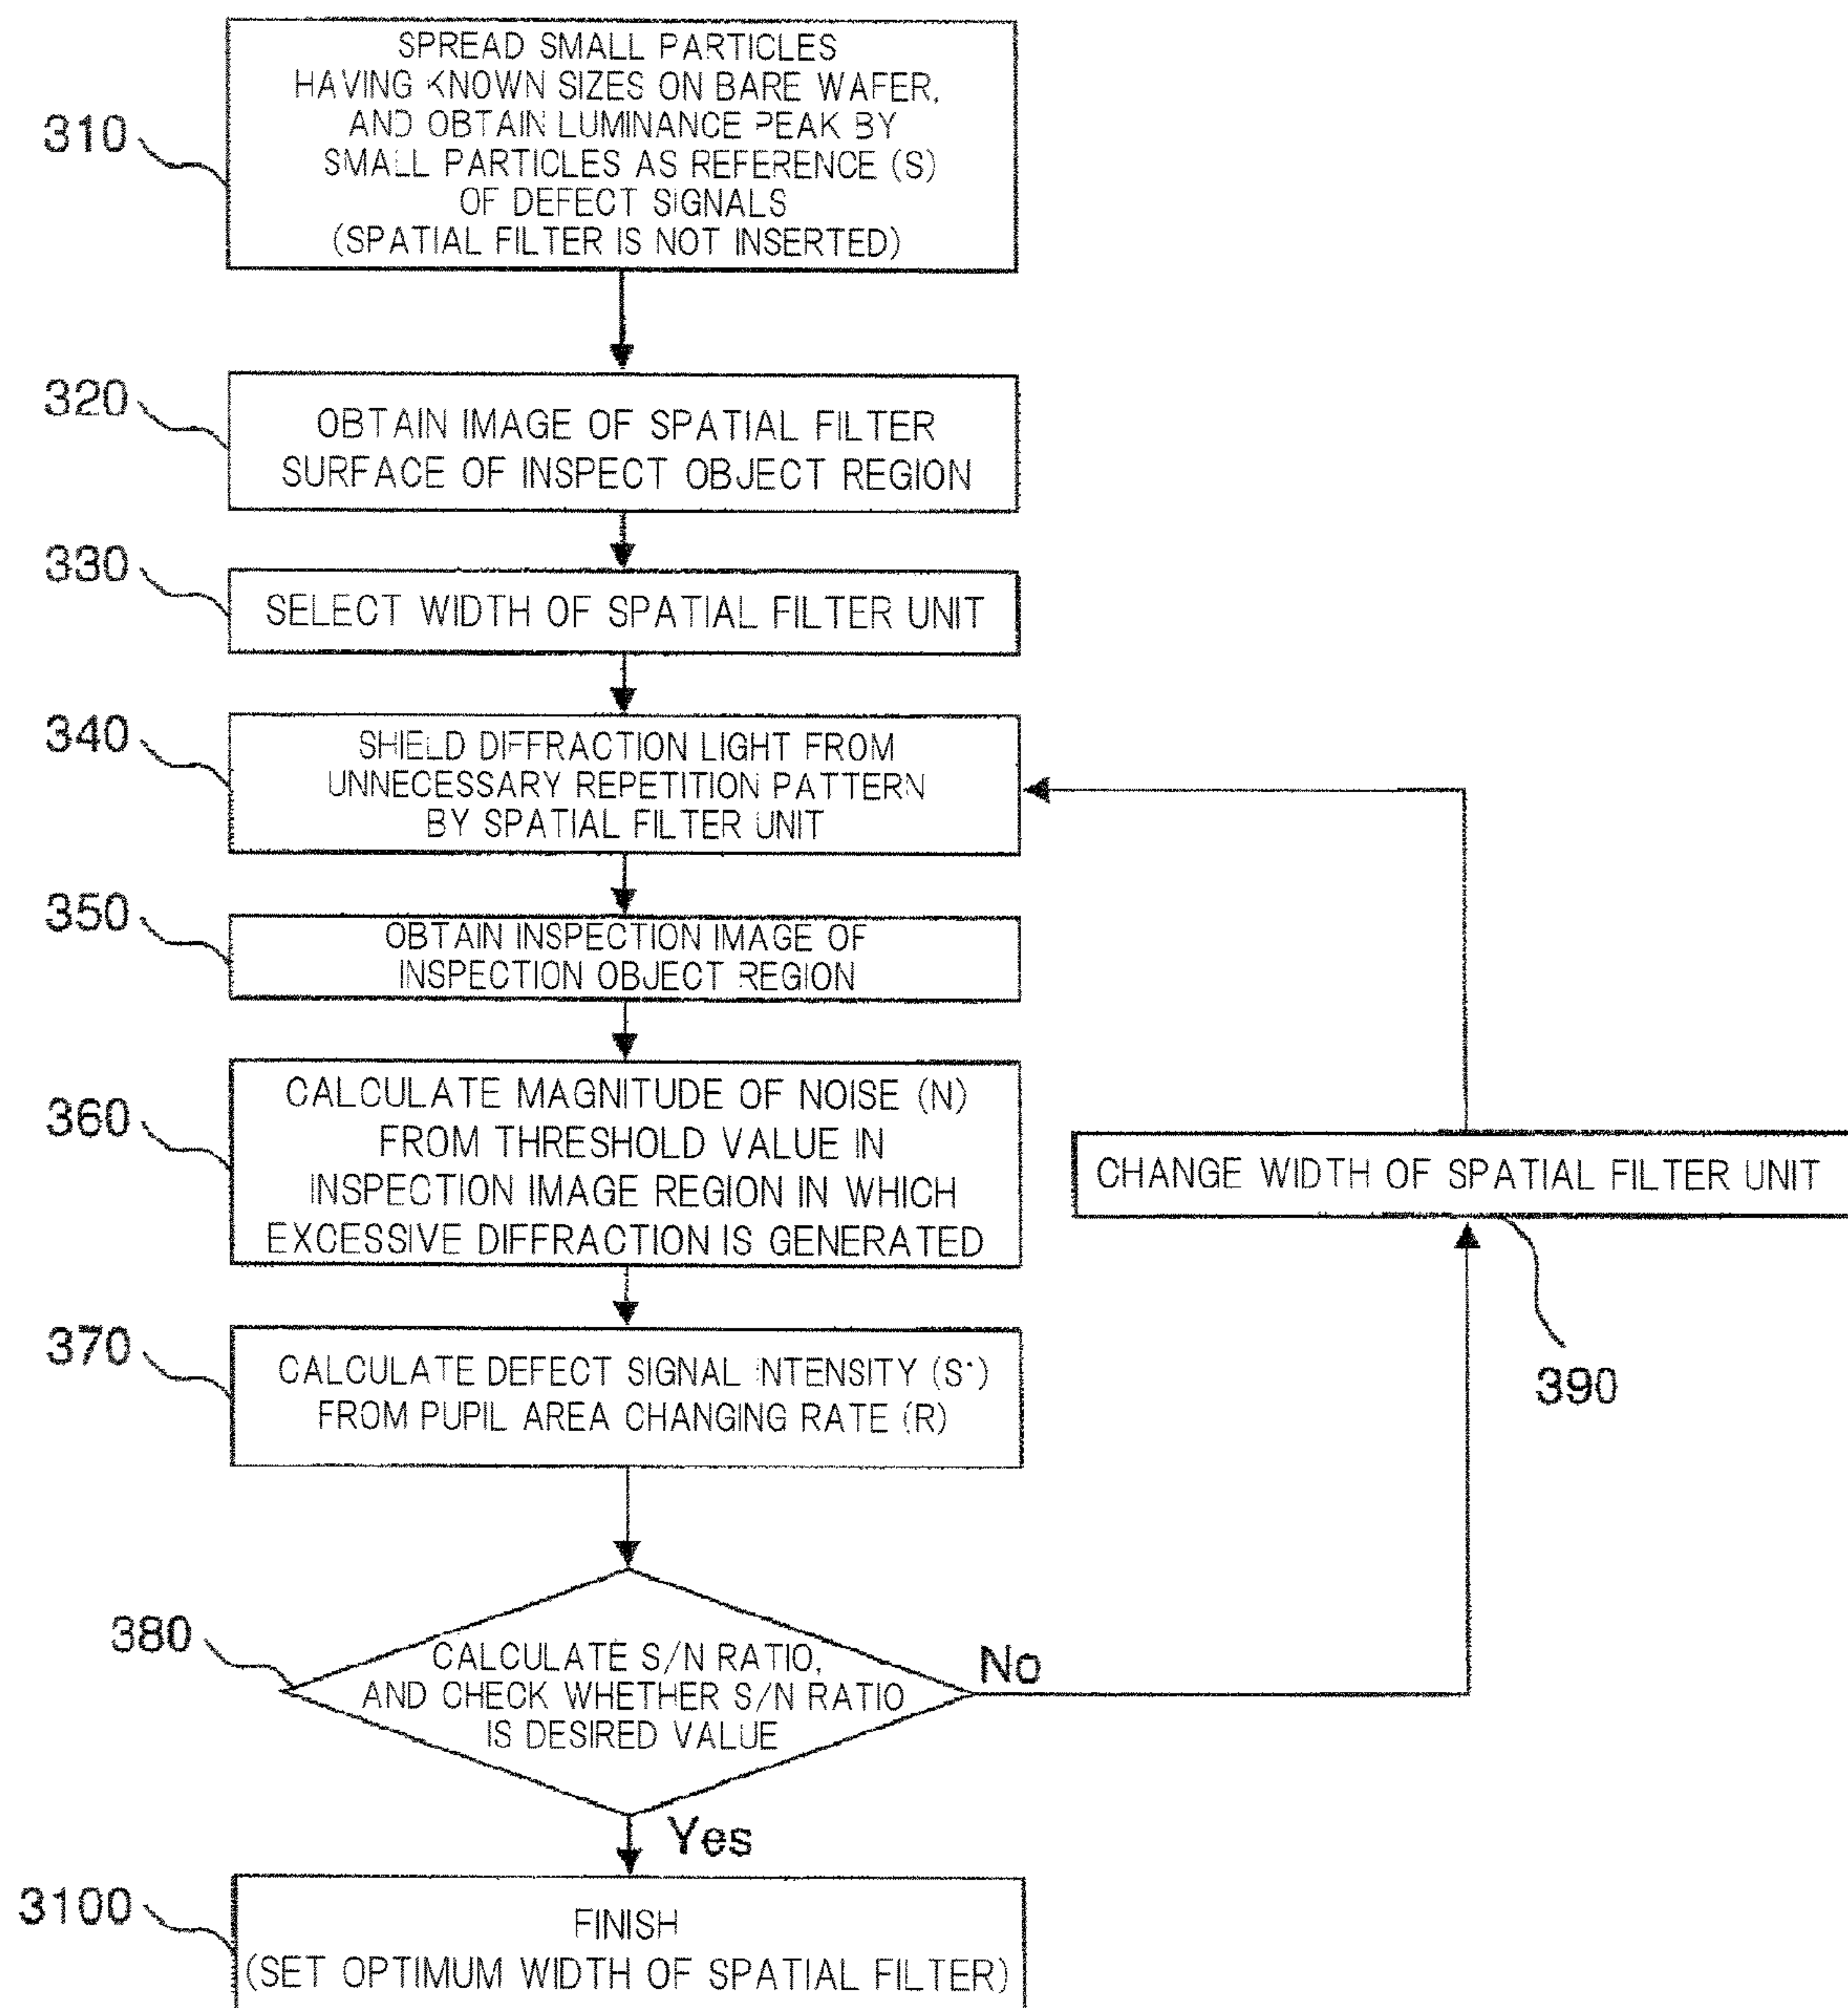 310
SPREAD SMALL PARTICLES
HAVING KNOWN SIZES ON BARE WAFER,
AND OBTAIN LUMINANCE PEAK BY
SMALL PARTICLES AS REFERENCE (S)
OF DEFECT SIGNALS
(SPATIAL FILTER IS NOT INSERTED)
320
OBTAIN IMAGE OF SPATIAL FILTER
SURFACE OF INSPECT OBJECT REGION
330
SELECT WIDTH OF SPATIAL FILTER UNIT
340
SHIELD DIFFRACTION LIGHT FROM
UNNECESSARY REPETITION PATTERN
BY SPATIAL FILTER UNIT
350
OBTAIN INSPECTION IMAGE OF
INSPECTION OBJECT REGION
360
CALCULATE MAGNITUDE OF NOISE (N)
FROM THRESHOLD VALUE IN
INSPECTION IMAGE REGION IN WHICH
EXCESSIVE DIFFRACTION IS GENERATED
370
CALCULATE DEFECT SIGNAL INTENSITY (S')
FROM PUPIL AREA CHANGING RATE (R)
380
CALCULATE S/N RATIO,
AND CHECK WHETHER S/N RATIO
IS DESIRED VALUE
No
CHANGE WIDTH OF SPATIAL FILTER UNIT
390
Yes
3100
FINISH
(SET OPTIMUM WIDTH OF SPATIAL FILTER)